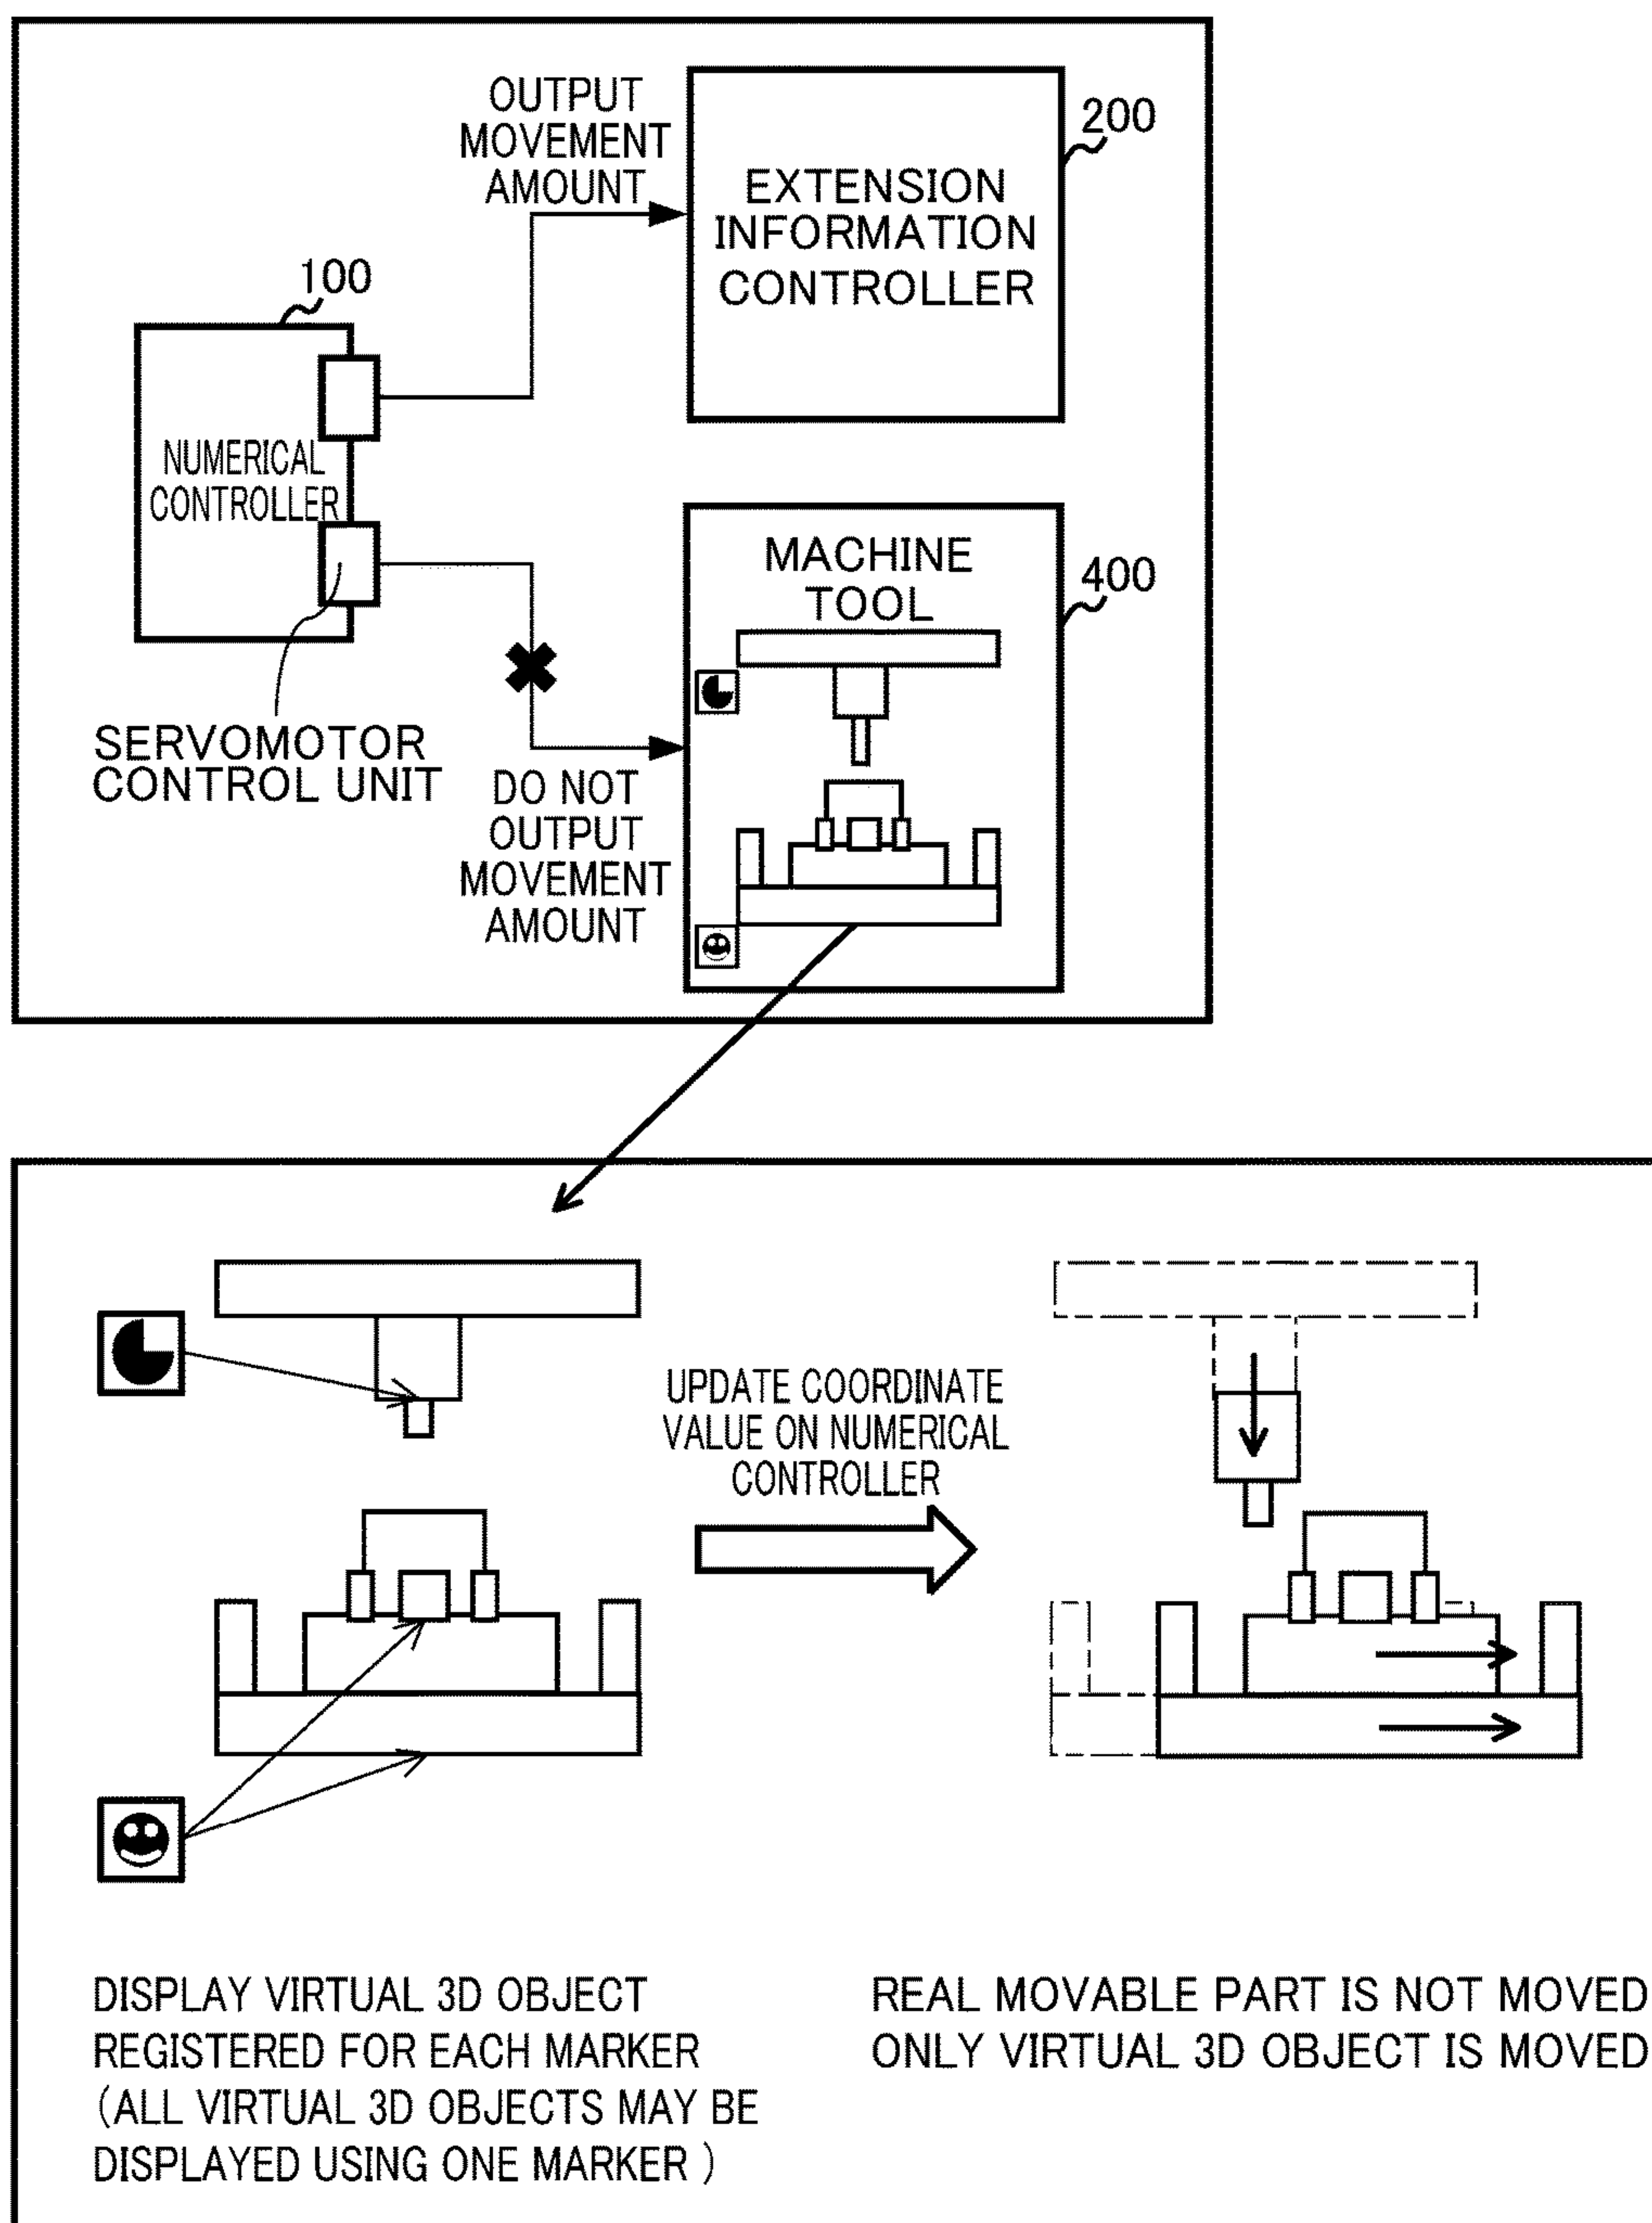 OUTPUT
MOVEMENT
AMOUNT
200
EXTENSION
INFORMATION
CONTROLLER
100
NUMERICAL
CONTROLLER
MACHINE
TOOL
400
SERVOMOTOR
CONTROL UNIT
DO NOT
OUTPUT
MOVEMENT
AMOUNT
UPDATE COORDINATE
VALUE ON NUMERICAL
CONTROLLER
DISPLAY VIRTUAL 3D OBJECT
REGISTERED FOR EACH MARKER
(ALL VIRTUAL 3D OBJECTS MAY BE
DISPLAYED USING ONE MARKER )
REAL MOVABLE PART IS NOT MOVED
ONLY VIRTUAL 3D OBJECT IS MOVED